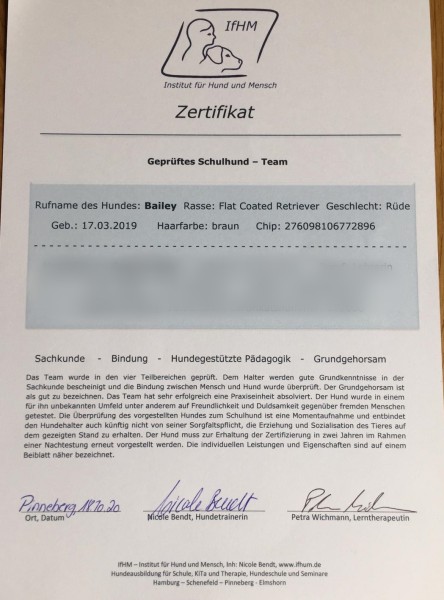 IfHM
Institut für Hund und Mensch
Zertifikat
Geprüftes Schulhund – Team
Rufname des Hundes: Bailey Rasse: Flat Coated Retriever Geschlecht: Rüde
Geb.: 17.03.2019 Haarfarbe: braun Chip: 276098106772896
Sachkunde - Bindung - Hundegestützte Pädagogik - Grundgehorsam
Das Team wurde in den vier Teilbereichen geprüft. Dem Halter werden gute Grundkenntnisse in der
Sachkunde bescheinigt und die Bindung zwischen Mensch und Hund wurde überprüft. Der Grundgehorsam ist
als gut zu bezeichnen. Das Team hat sehr erfolgreich eine Praxiseinheit absolviert. Der Hund wurde in einem
für ihn unbekannten Umfeld unter anderem auf Freundlichkeit und Duldsamkeit gegenüber fremden Menschen
getestet. Die Überprüfung des vorgestellten Hundes zum Schulhund ist eine Momentaufnahme und entbindet
den Hundehalter auch künftig nicht von seiner Sorgfaltspflicht, die Erziehung und Sozialisation des Tieres auf
dem gezeigten Stand zu erhalten. Der Hund muss zur Erhaltung der Zertifizierung in zwei Jahren im Rahmen
einer Nachtestung erneut vorgestellt werden. Die individuellen Leistungen und Eigenschaften sind auf einem
Beiblatt näher bezeichnet.
Pinneberg, 18.10.20 Nicole Bendt
Ort, Datum Nicole Bendt, Hundetrainerin Petra Wichmann, Lerntherapeutin
IfHM – Institut für Hund und Mensch, Inh: Nicole Bendt, www.ifhum.de
Hundeausbildung für Schule, KiTa und Therapie, Hundeschule und Seminare
Hamburg – Schenefeld – Pinneberg - Elmshorn